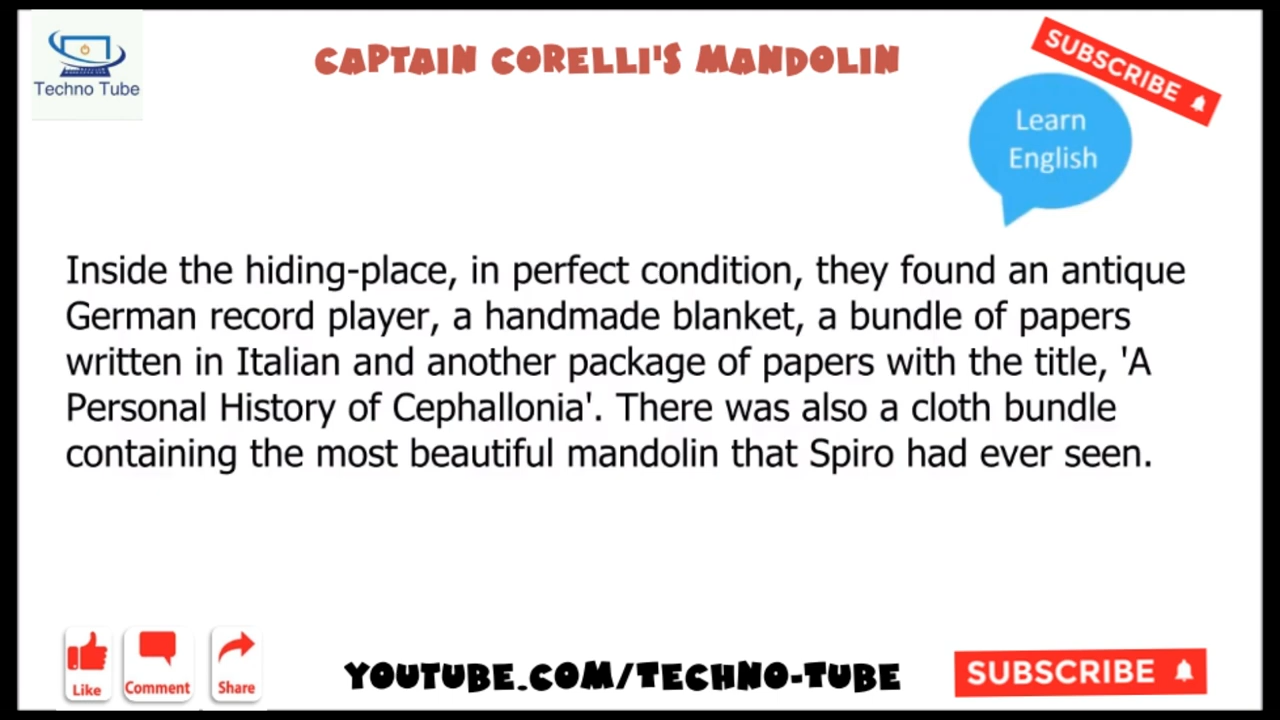 Techno Tube
CAPTAIN CORELLI'S MANDOLIN
SUBSCRIBE
Learn
English
Inside the hiding-place, in perfect condition, they found an antique
German record player, a handmade blanket, a bundle of papers
written in Italian and another package of papers with the title, 'A
Personal History of Cephallonia'. There was also a cloth bundle
containing the most beautiful mandolin that Spiro had ever seen.
Like
Comment
Share
YOUTUBE.COM/TECHNO-TUBE
SUBSCRIBE